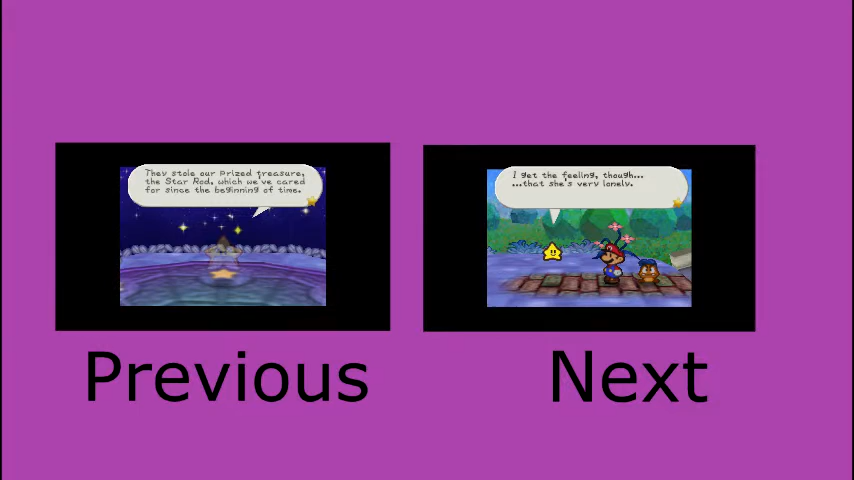 They stole our prized treasure,
the Star Rod, which we've cared
for since the beginning of time.
I get the feeling, though...
...that she's very lonely.
Previous
Next